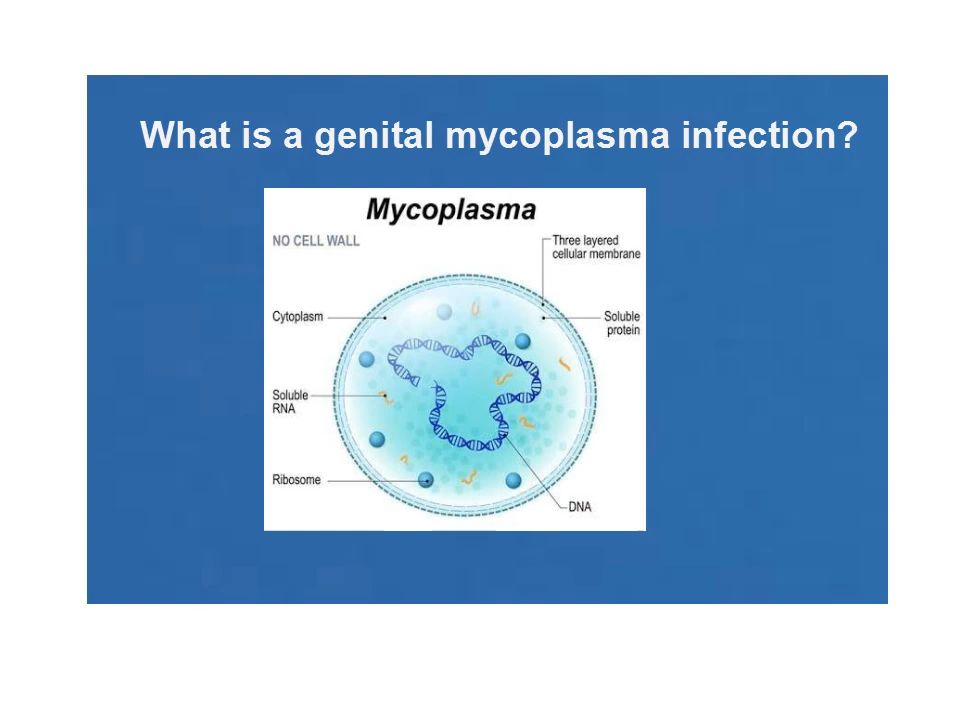 What is a genital mycoplasma infection?
Mycoplasma
NO CELL WALL
Three layered
cellular membrane
Cytoplasm
Soluble
protein
Soluble
RNA
Ribosome
DNA